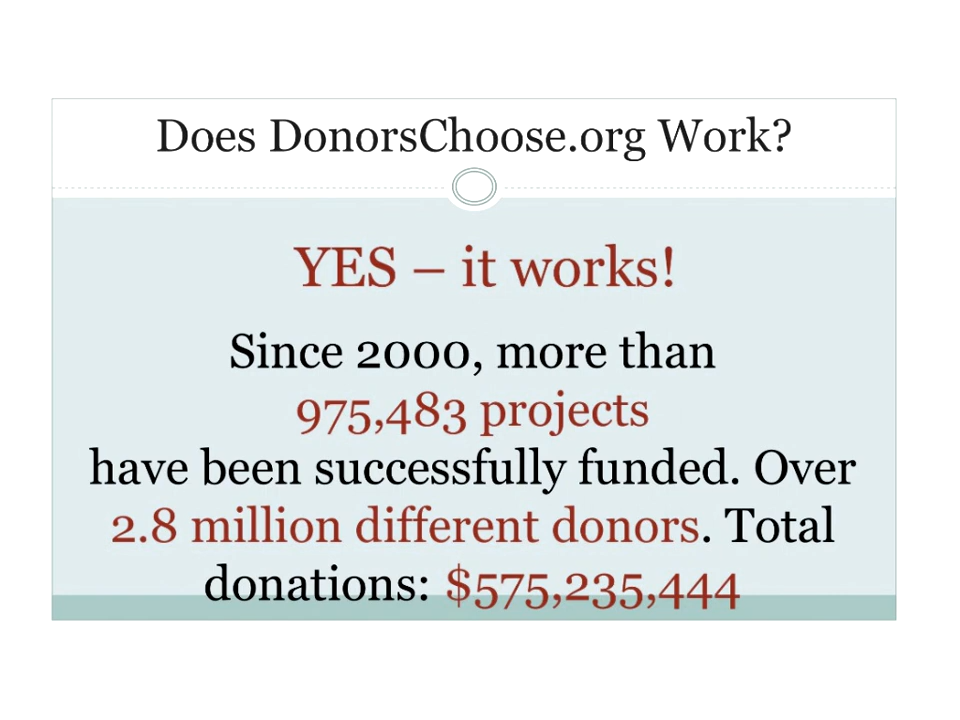 Does DonorsChoose.org Work?
YES – it works!
Since 2000, more than
975,483 projects
have been successfully funded. Over
2.8 million different donors. Total
donations: $575,235,444